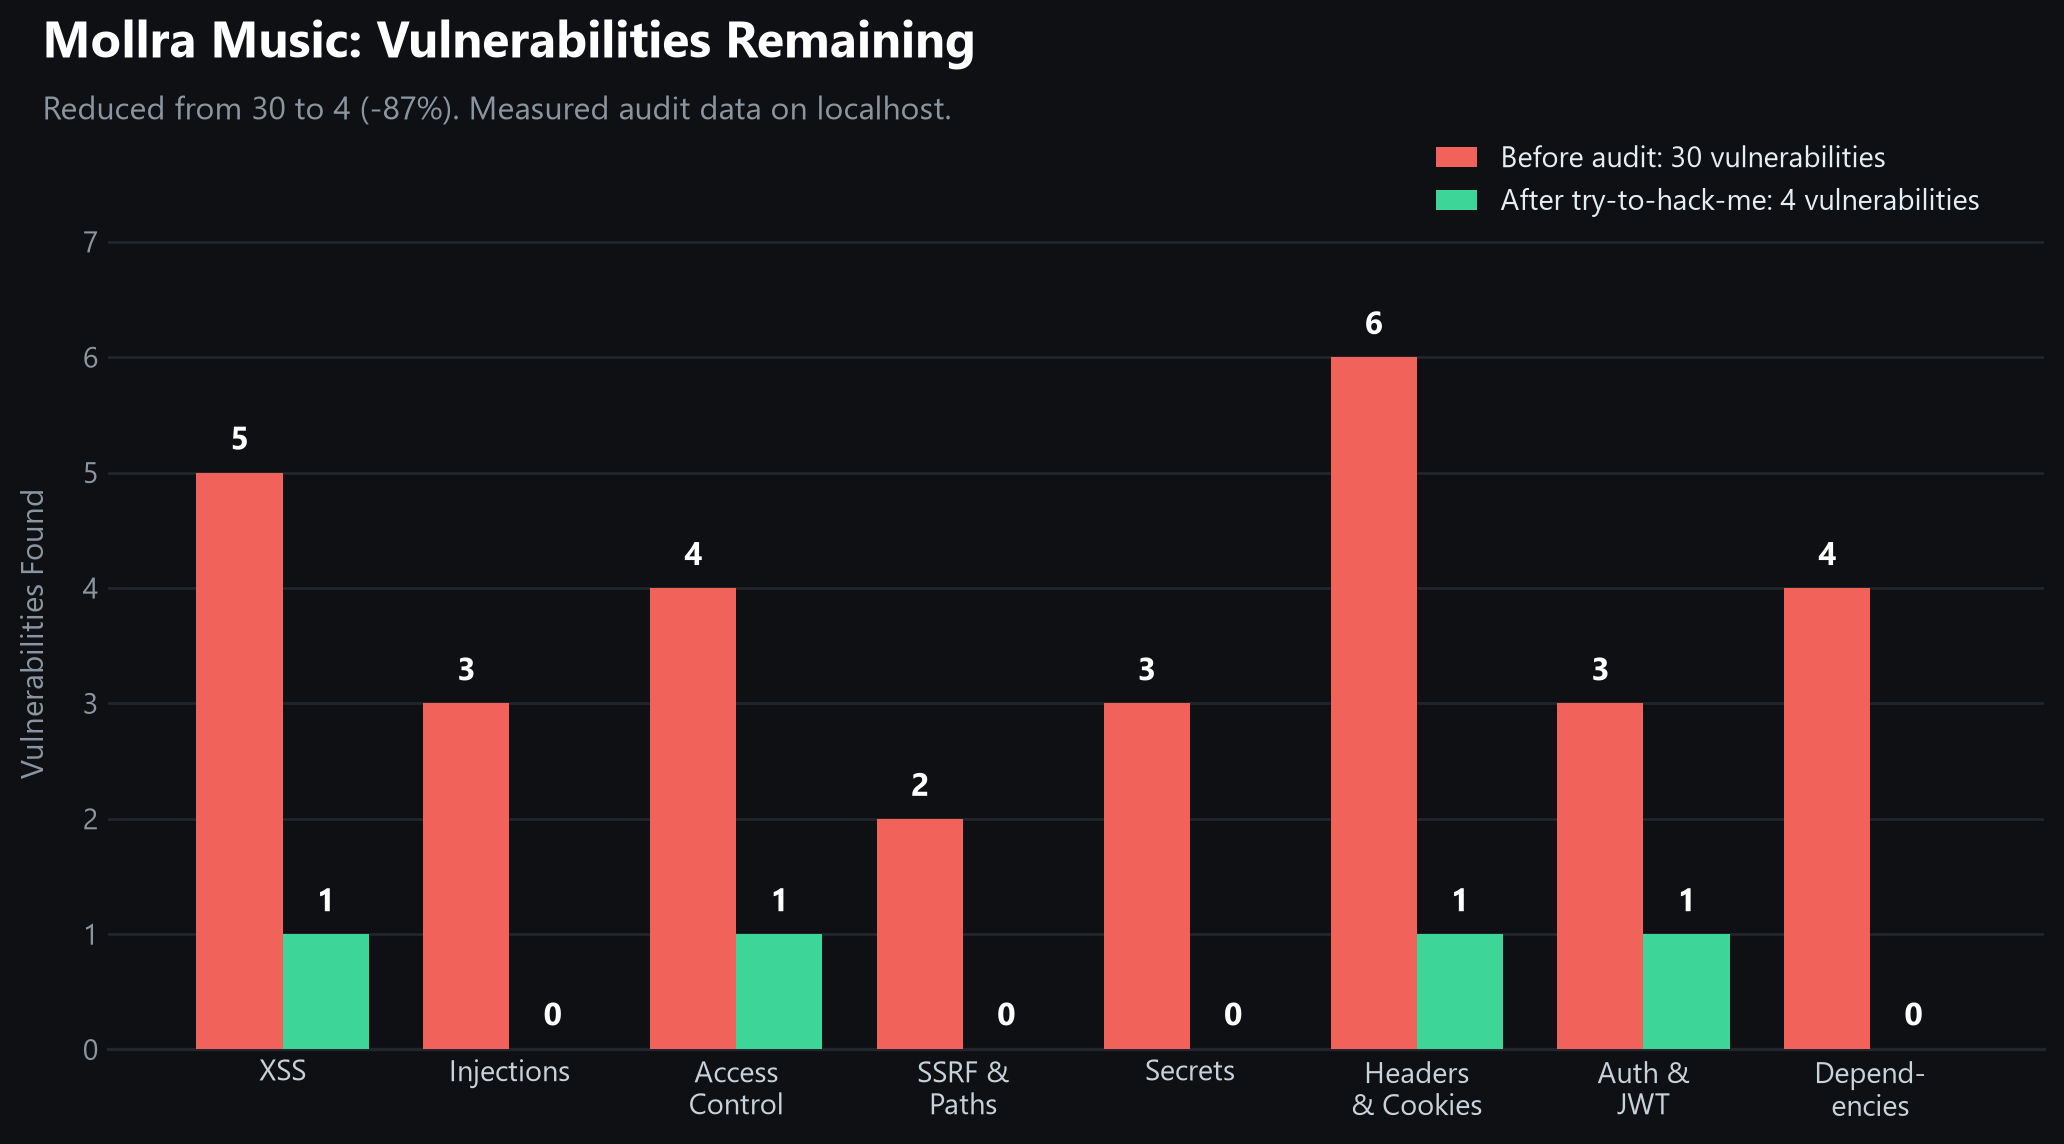 Mollra Music: Vulnerabilities Remaining
Reduced from 30 to 4 (-87%). Measured audit data on localhost.
Before audit: 30 vulnerabilities
After try-to-hack-me: 4 vulnerabilities
Vulnerabilities Found
7
6
5
4
3
2
1
0
5
1
3
0
4
1
2
0
3
0
6
1
3
1
4
0
XSS
Injections
Access
Control
SSRF &
Paths
Secrets
Headers
& Cookies
Auth &
JWT
Depend-
encies